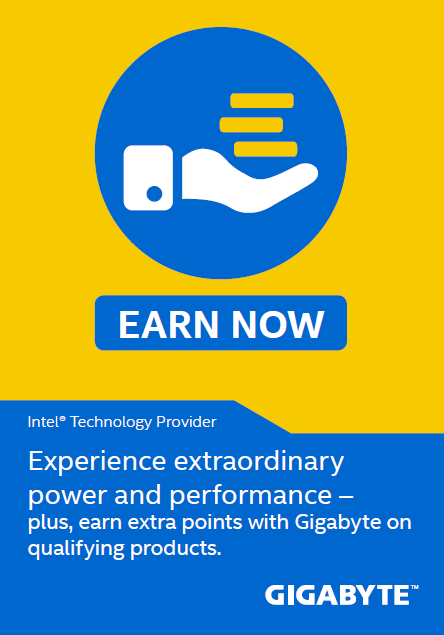 EARN NOW
Intel® Technology Provider
Experience extraordinary
power and performance –
plus, earn extra points with Gigabyte on
qualifying products.
GIGABYTE™